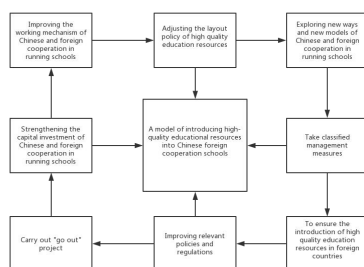 Improving the
working mechanism of
Chinese and foreign
cooperation in
running schools
Adjusting the layout
policy of high quality
education resources
Exploring new ways
and new models of
Chinese and foreign
cooperation in
running schools
Strengthening the
capital investment of
Chinese and foreign
cooperation in
running schools
A model of introducing high-
quality educational resources
into Chinese foreign
cooperation schools
Take classified
management
measures
Carry out "go out"
project
Improving relevant
policies and
regulations
To ensure the
introduction of high
quality education
resources in foreign
countries